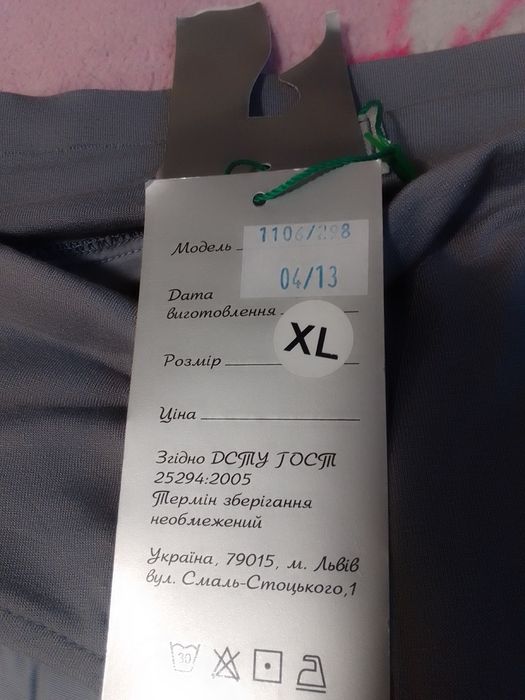 Модель 1106/298
04/13
Дата
виготовлення
XL
Розмір
Ціна
Згідно ДСТУ ГОСТ
25294:2005
Термін зберігання
необмежений
Україна, 79015, м. Львів
вул. Смаль-Стоцького,1
30